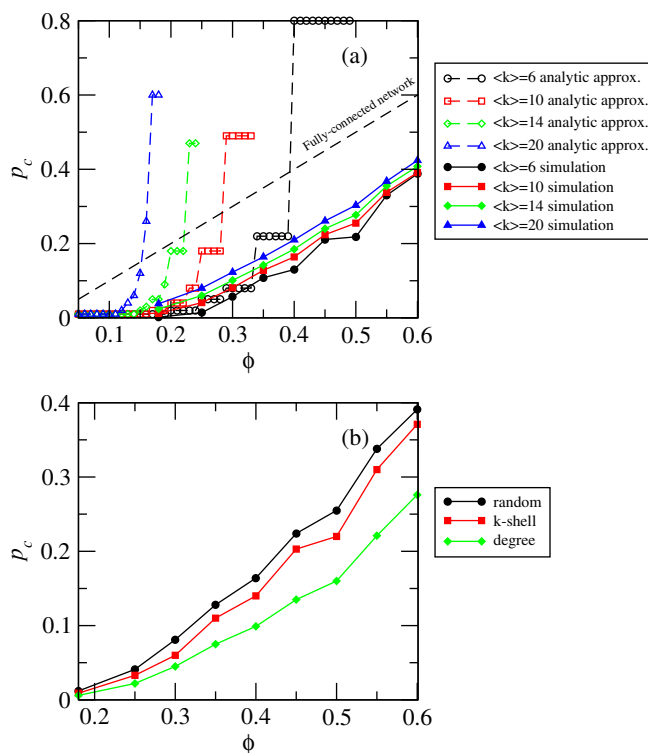 0.8
(a)
0.6
Fully-connected network
p_c
0.4
0.2
0
0.1
0.2
0.3
0.4
0.5
0.6
ϕ
<k>=6 analytic approx.
<k>=10 analytic approx.
<k>=14 analytic approx.
<k>=20 analytic approx.
<k>=6 simulation
<k>=10 simulation
<k>=14 simulation
<k>=20 simulation
0.4
(b)
0.3
p_c
0.2
0.1
0
0.2
0.3
0.4
0.5
0.6
ϕ
random
k-shell
degree